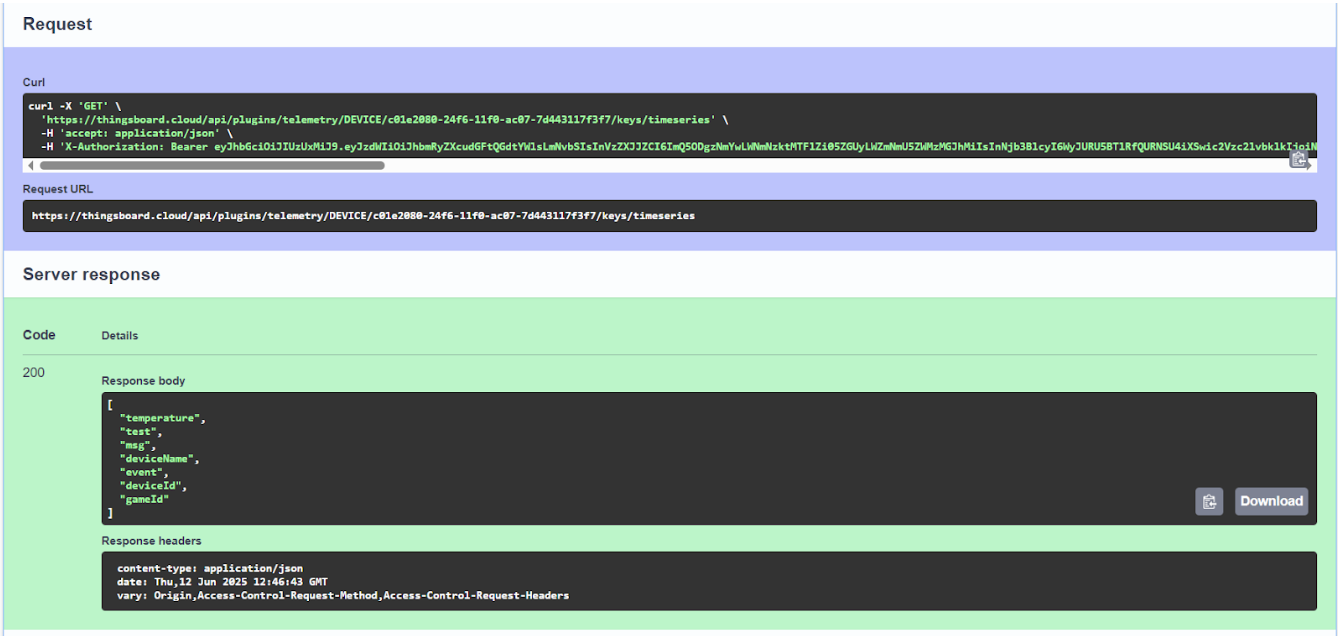 Request
Curl
curl -X 'GET' \
'https://thingsboard.cloud/api/plugins/telemetry/DEVICE/c01e2080-24f6-11f0-ac07-7d443117f3f7/keys/timeseries' \
-H 'accept: application/json' \
-H 'X-Authorization: Bearer
Request URL
https://thingsboard.cloud/api/plugins/telemetry/DEVICE/c01e2080-24f6-11f0-ac07-7d443117f3f7/keys/timeseries
Server response
Code Details
200
Response body
[
"temperature",
"test",
"msg",
"deviceName",
"event",
"deviceId",
"gameId"
]
Download
Response headers
content-type: application/json
date: Thu,12 Jun 2025 12:46:43 GMT
vary: Origin,Access-Control-Request-Method,Access-Control-Request-Headers